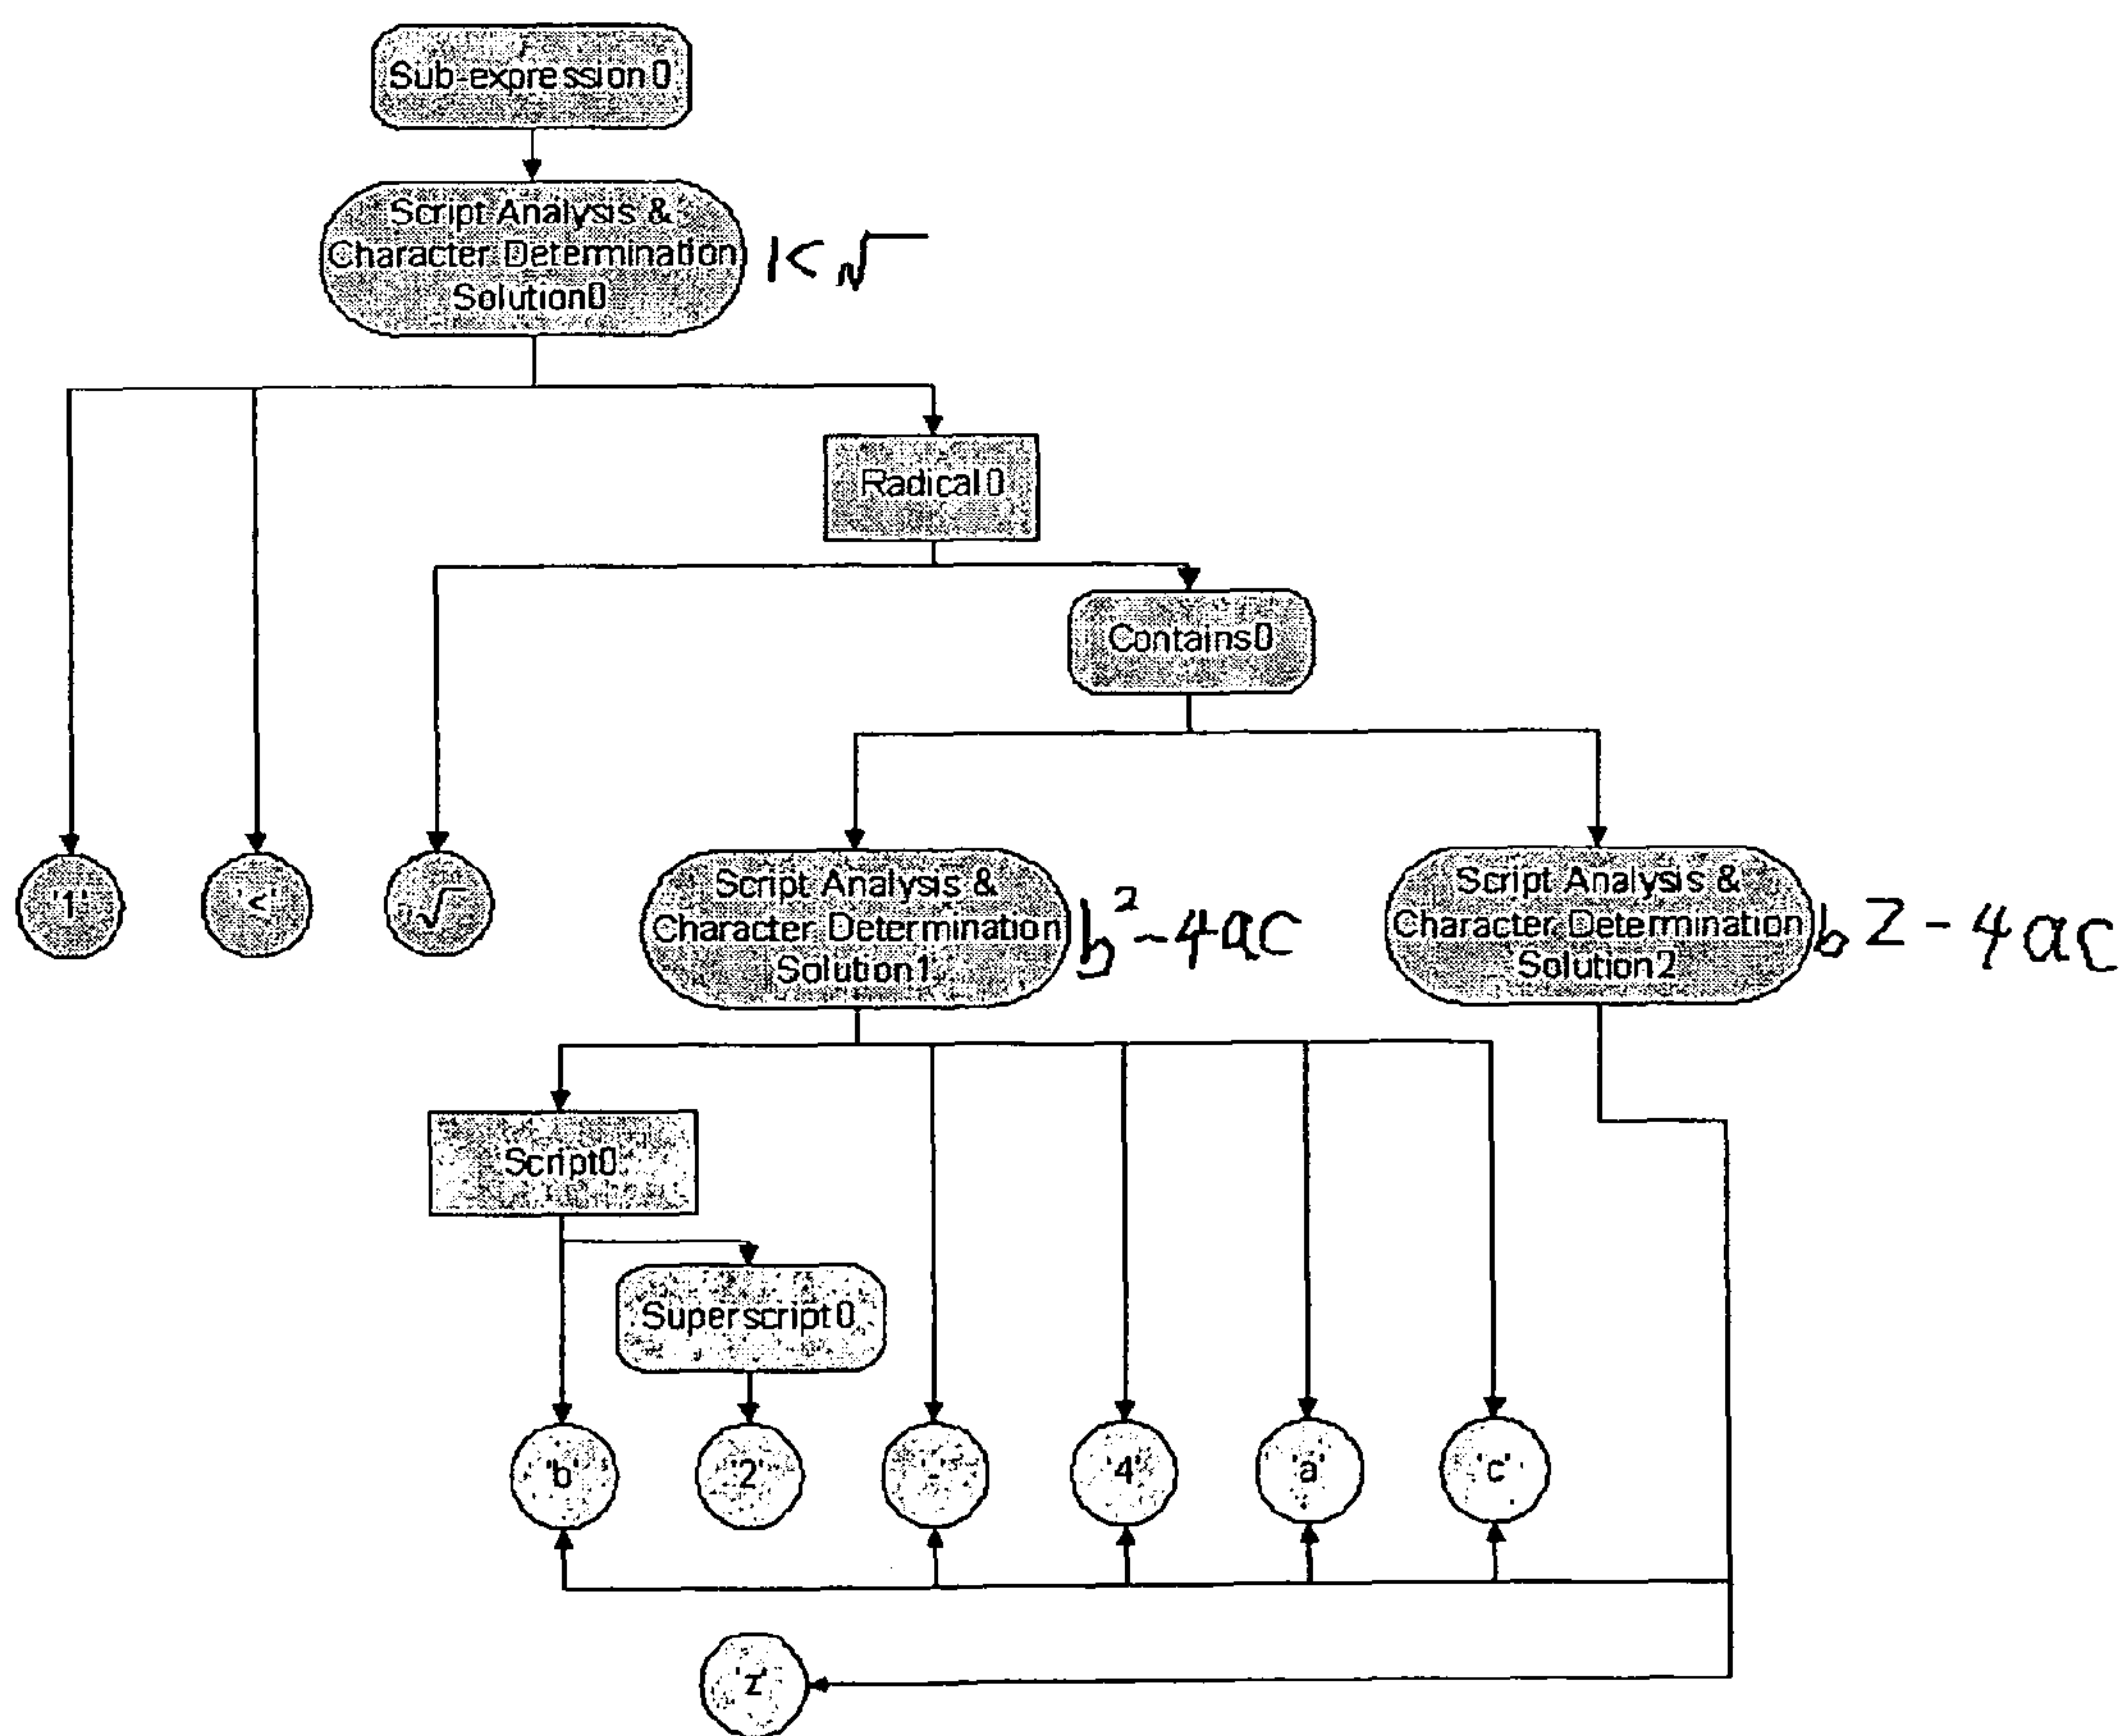 Sub-expression0
Script Analysis &
Character Determination
Solution0
1<√
Radical0
Contains0
'1'
'<'
'√'
Script Analysis &
Character Determination
Solution1
b²-4ac
Script Analysis &
Character Determination
Solution2
bz-4ac
Script0
Superscript0
'b'
'2'
'-'
'4'
'a'
'c'
'z'